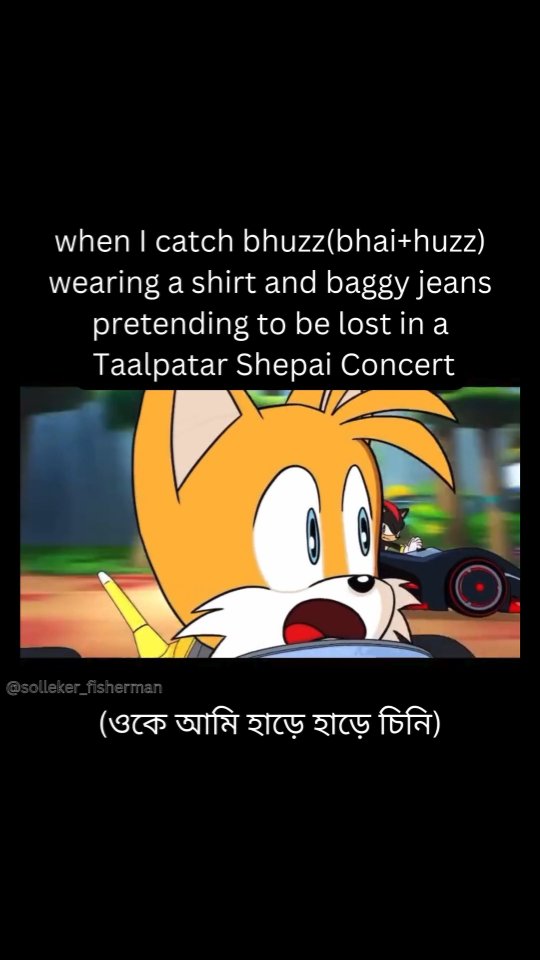 when I catch bhuzz(bhai+huzz)
wearing a shirt and baggy jeans
pretending to be lost in a
Taalpatar Shepai Concert
@solleker_fisherman
(ওকে আমি হাড়ে হাড়ে চিনি)